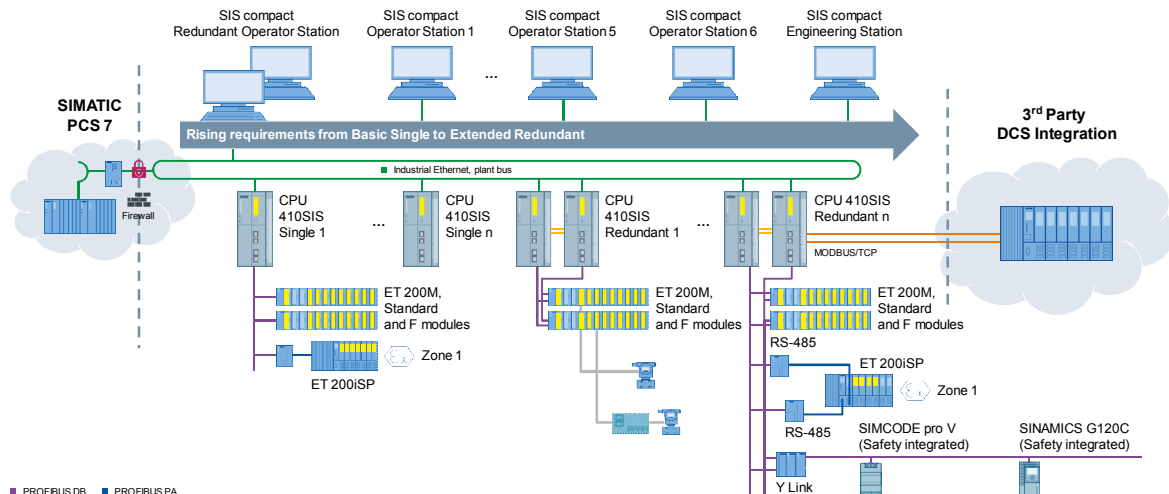 SIS compact
Redundant Operator Station
SIS compact
Operator Station 1
...
SIS compact
Operator Station 5
SIS compact
Operator Station 6
SIS compact
Engineering Station
SIMATIC
PCS 7
Rising requirements from Basic Single to Extended Redundant
3rd Party
DCS Integration
Industrial Ethernet, plant bus
Firewall
CPU
410SIS
Single 1
...
CPU
410SIS
Single n
CPU
410SIS
Redundant 1
...
CPU 410SIS
Redundant n
MODBUS/TCP
ET 200M,
Standard
and F modules
ET 200M,
Standard
and F modules
ET 200M,
Standard
and F modules
RS-485
Zone 1
ET 200iSP
ET 200iSP
Zone 1
RS-485
SIMCODE pro V
(Safety integrated)
SINAMICS G120C
(Safety integrated)
Y Link
PROFIBUS DB
PROFIBUS PA